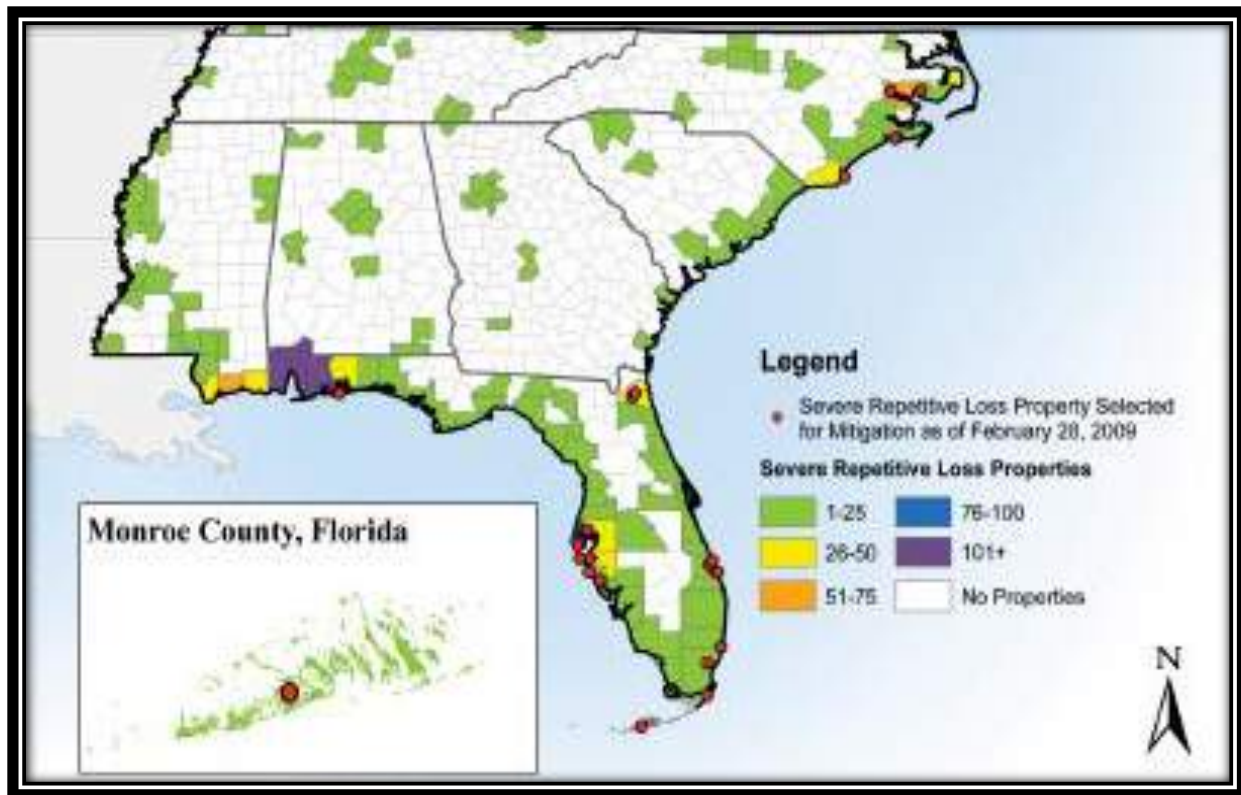 Legend
Severe Repetitive Loss Property Selected
for Mitigation as of February 28, 2009
Severe Repetitive Loss Properties
1-25
76-100
26-50
101+
51-75
No Properties
Monroe County, Florida
N